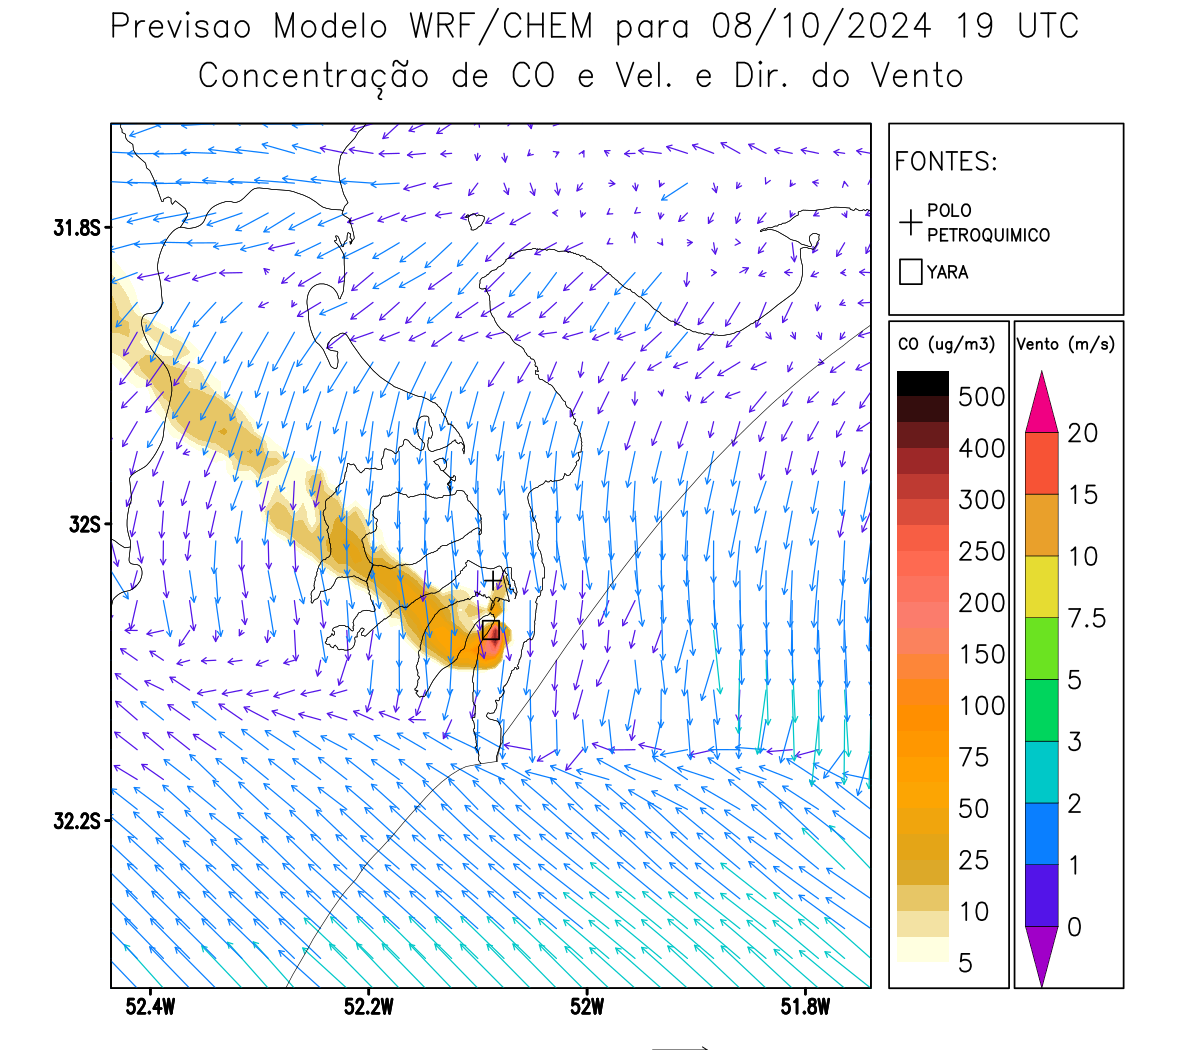 Previsao Modelo WRF/CHEM para 08/10/2024 19 UTC
Concentração de CO e Vel. e Dir. do Vento
FONTES:
POLO
PETROQUIMICO
YARA
CO (ug/m3)
500
400
300
250
200
150
100
75
50
25
10
5
Vento (m/s)
20
15
10
7.5
5
3
2
1
0
31.8S
32S
32.2S
52.4W
52.2W
52W
51.8W